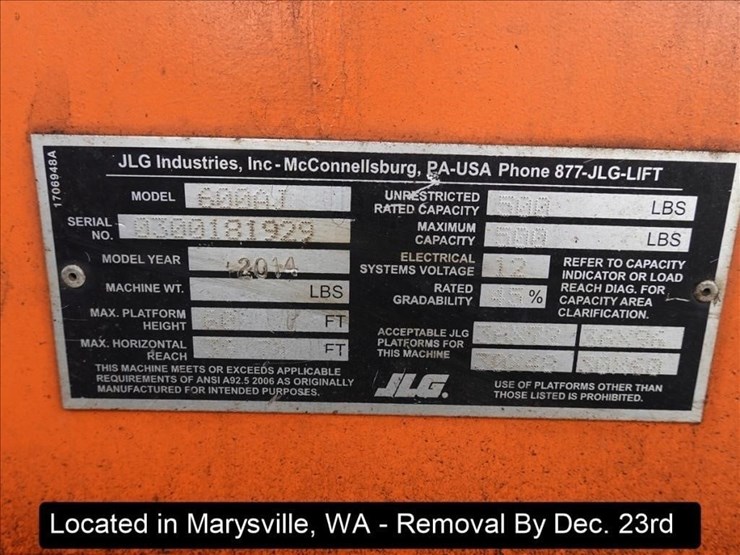 1706948A
JLG Industries, Inc - McConnellsburg, PA-USA Phone 877-JLG-LIFT
MODEL 600AJ
SERIAL NO. 0300181929
MODEL YEAR 2014
MACHINE WT. LBS
MAX. PLATFORM HEIGHT FT
MAX. HORIZONTAL REACH FT
THIS MACHINE MEETS OR EXCEEDS APPLICABLE
REQUIREMENTS OF ANSI A92.5 2006 AS ORIGINALLY
MANUFACTURED FOR INTENDED PURPOSES.
UNRESTRICTED RATED CAPACITY 500 LBS
MAXIMUM CAPACITY 500 LBS
ELECTRICAL SYSTEMS VOLTAGE 12
RATED GRADABILITY 45%
REFER TO CAPACITY
INDICATOR OR LOAD
REACH DIAG. FOR
CAPACITY AREA
CLARIFICATION.
ACCEPTABLE JLG
PLATFORMS FOR
THIS MACHINE
JLG.
USE OF PLATFORMS OTHER THAN
THOSE LISTED IS PROHIBITED.
Located in Marysville, WA - Removal By Dec. 23rd